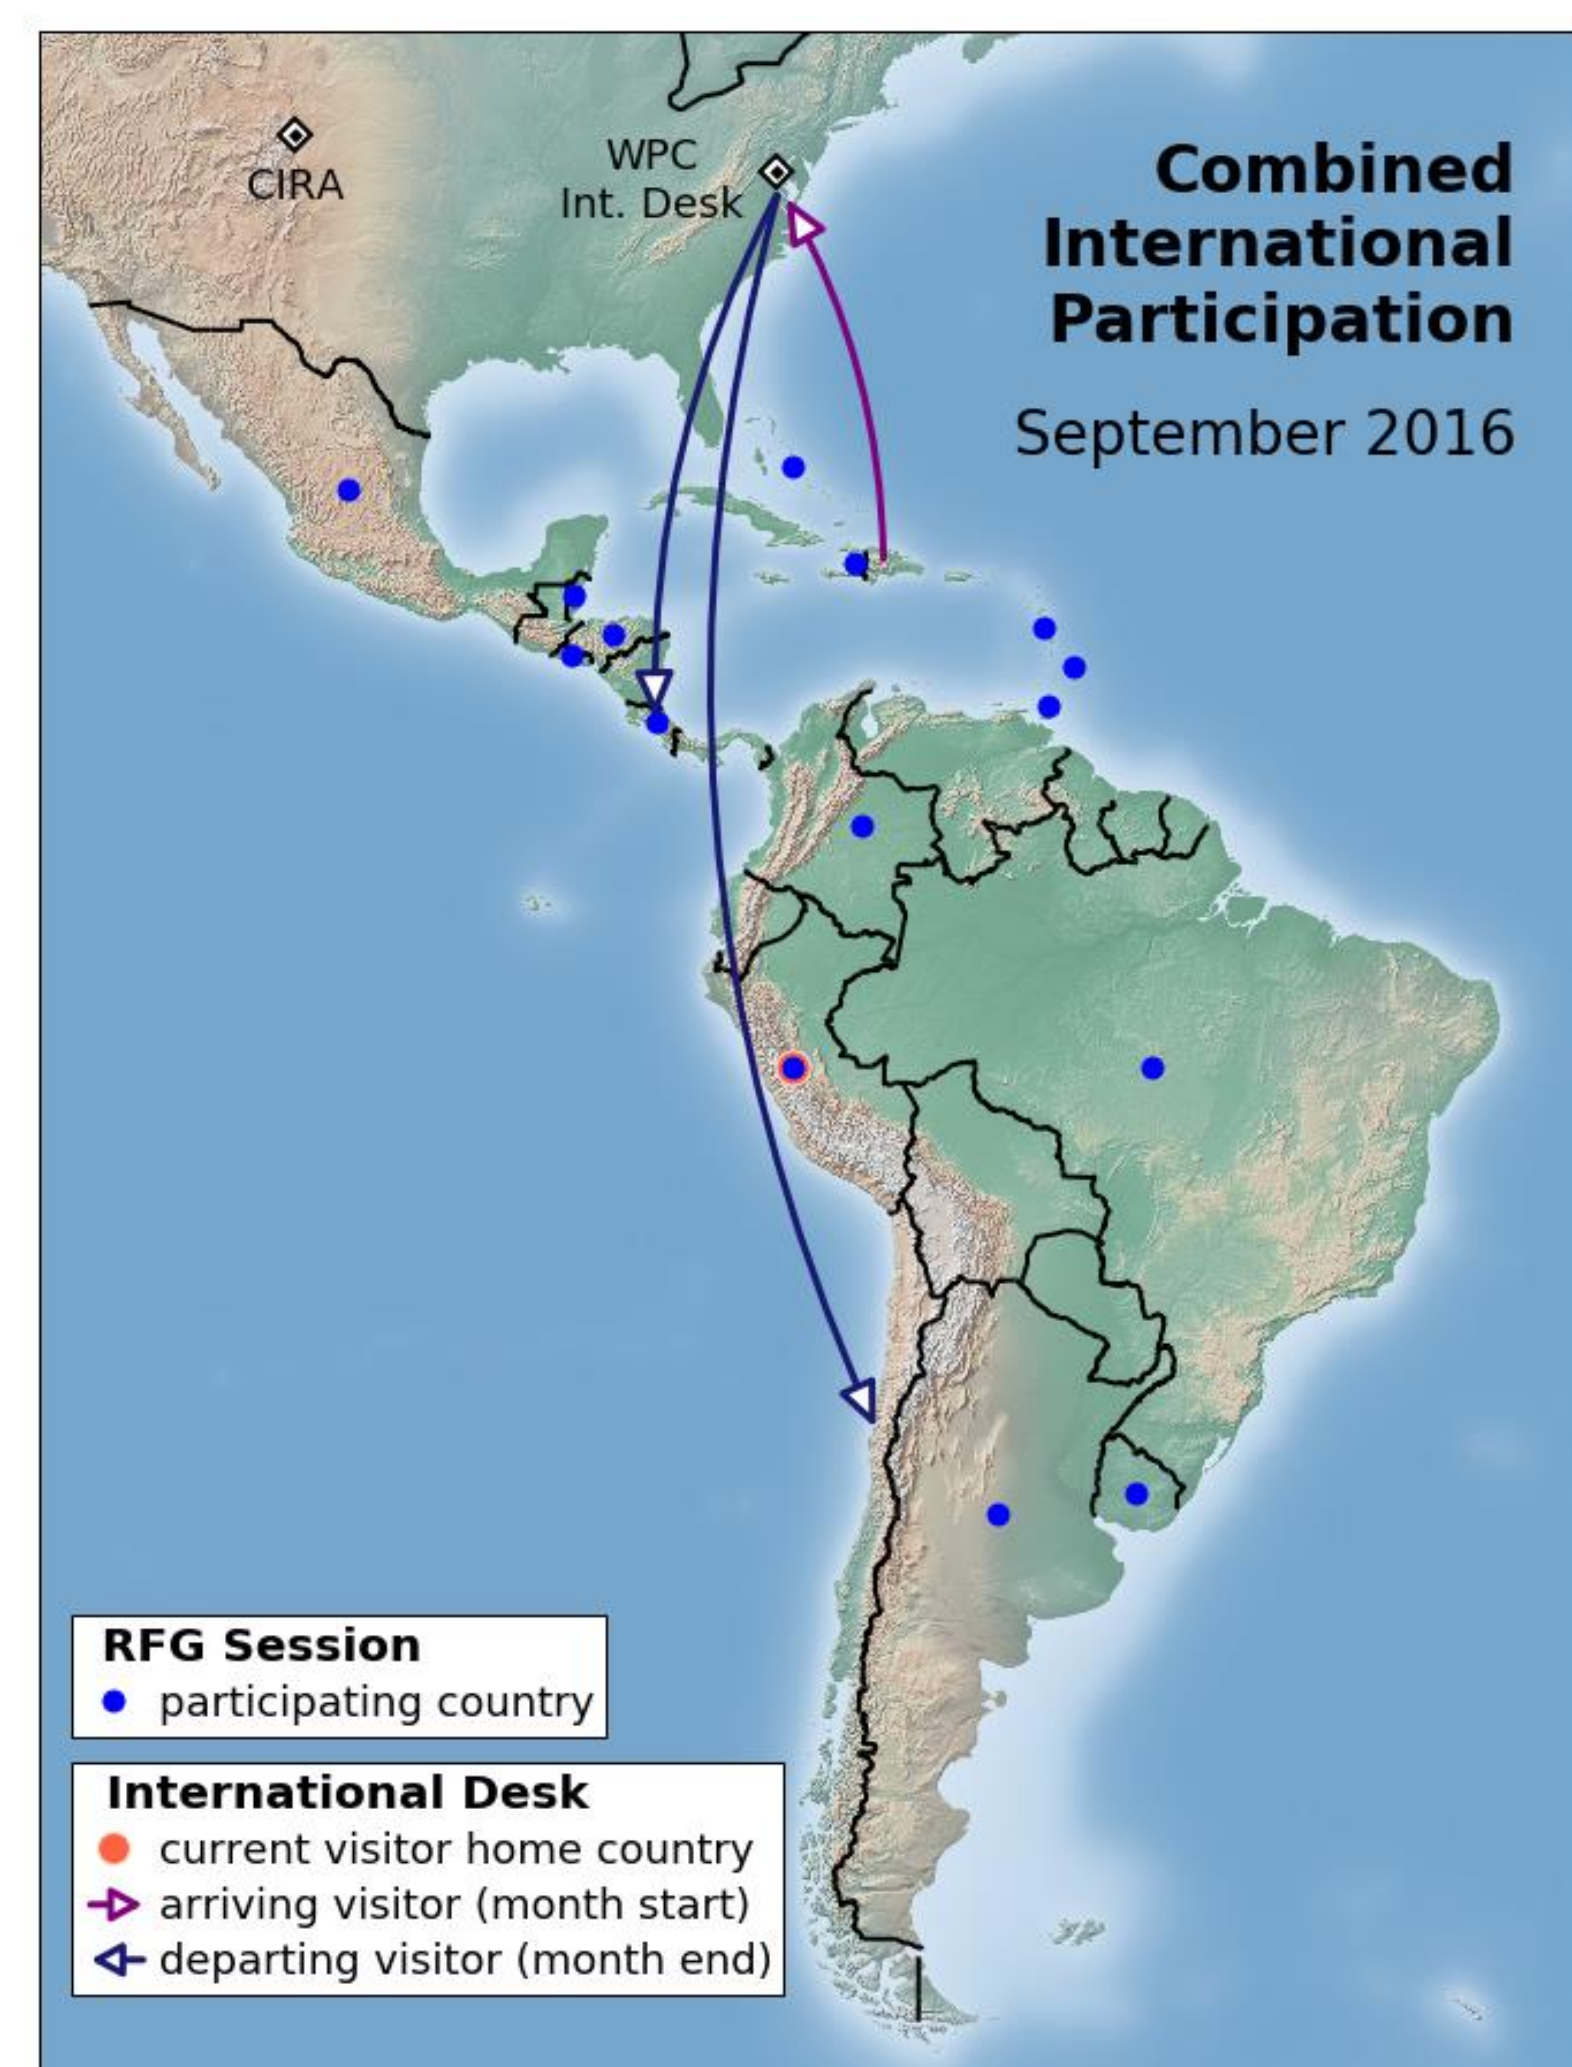 CIRA
WPC
Int. Desk
Combined
International
Participation
September 2016
RFG Session
participating country
International Desk
current visitor home country
arriving visitor (month start)
departing visitor (month end)